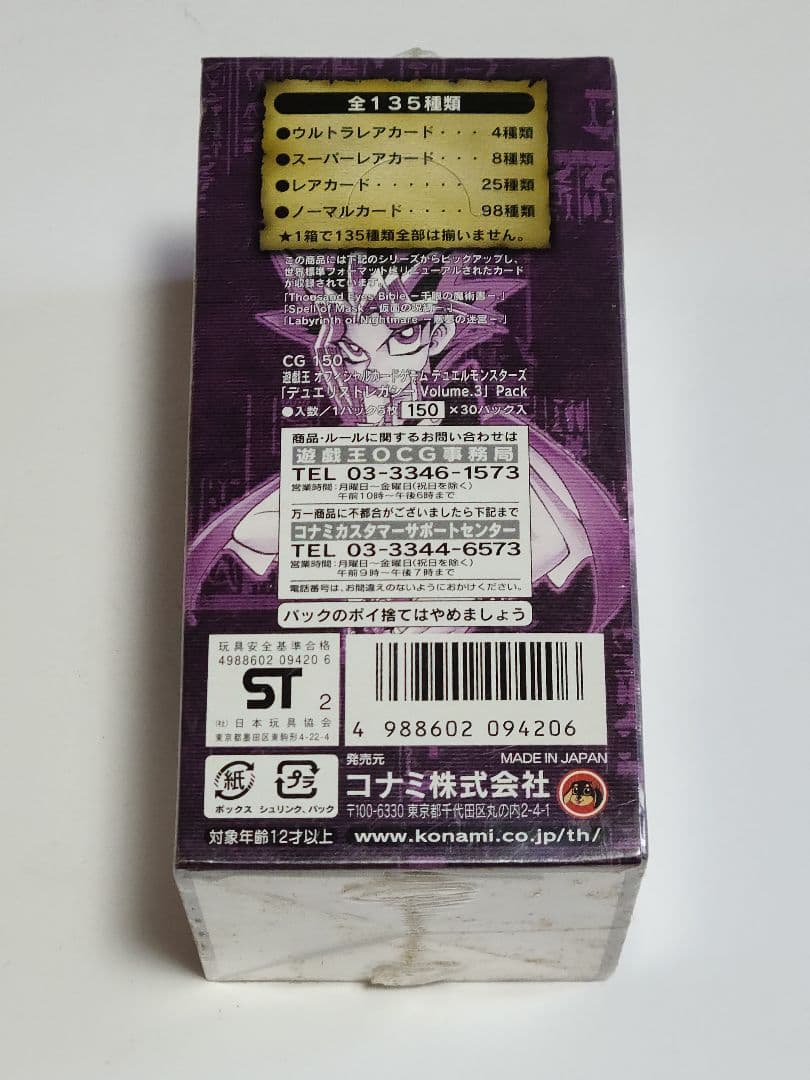 全135種類
●ウルトラレアカード・・・ 4種類
●スーパーレアカード・・・ 8種類
●レアカード・・・・・・ 25種類
●ノーマルカード・・・・ 98種類
★1箱で135種類全部は揃いません。
この商品には下記のシリーズからピックアップし、
世界標準フォーマットにリニューアルされたカード
が収録されています。
「Thousand Eyes Bible −千眼の魔術書−」
「Spell of Mask −仮面の呪縛−」
「Labyrinth of Nightmare −悪夢の迷宮−」
CG 150
遊戯王 オフィシャルカードゲーム デュエルモンスターズ
「デュエリストレガシー Volume.3」 Pack
●入数/1パック5枚 150 ×30パック入
商品・ルールに関するお問い合わせは
遊戯王OCG事務局
TEL 03-3346-1573
営業時間：月曜日〜金曜日(祝日を除く)
午前10時〜午後6時まで
万一商品に不都合がございましたら下記まで
コナミカスタマーサポートセンター
TEL 03-3344-6573
営業時間：月曜日〜金曜日(祝日を除く)
午前9時〜午後7時まで
電話番号は、お間違えのないようにおかけください。
パックのポイ捨てはやめましょう
玩具安全基準合格
4988602 09420 6
ST 2
(社) 日本玩具協会
東京都墨田区東駒形4-22-4
4 988602 094206
紙
ボックス
プラ
シュリンク、パック
発売元
MADE IN JAPAN
コナミ株式会社
〒100-6330 東京都千代田区丸の内2-4-1
対象年齢12才以上
www.konami.co.jp/th/